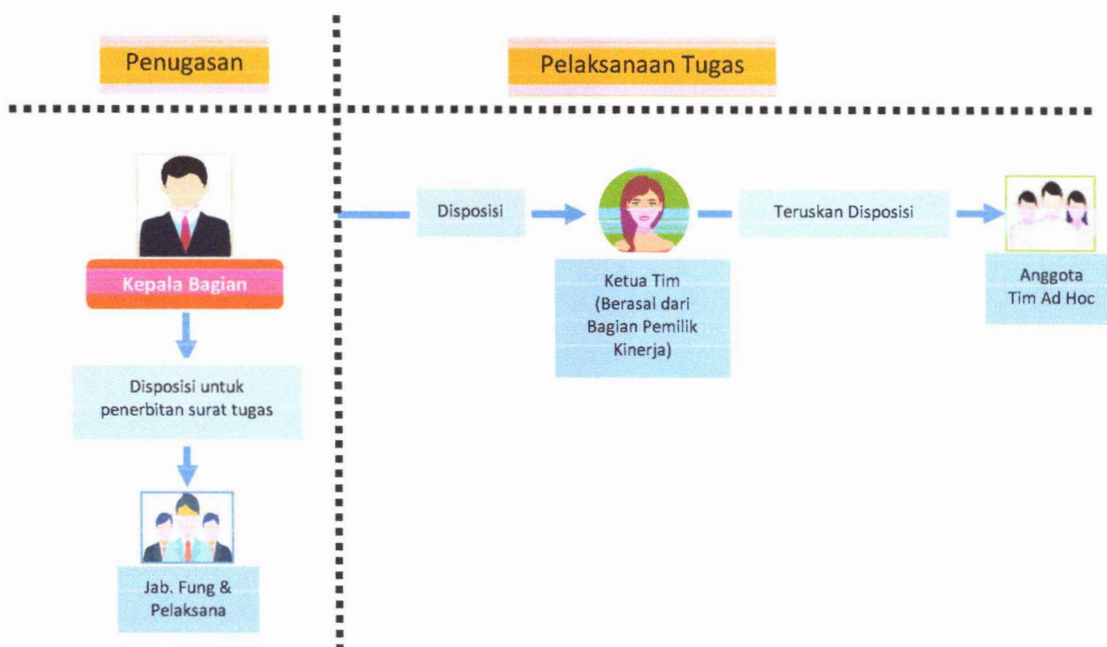 Penugasan
Pelaksanaan Tugas
Kepala Bagian
Disposisi untuk
penerbitan surat tugas
Jab. Fung &
Pelaksana
Disposisi
Ketua Tim
(Berasal dari
Bagian Pemilik
Kinerja)
Teruskan Disposisi
Anggota
Tim Ad Hoc